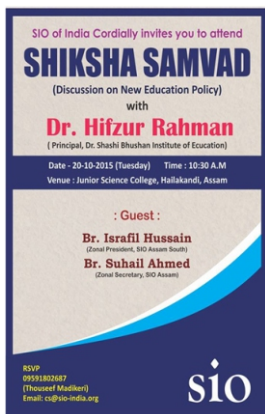 SIO of India Cordially invites you to attend
SHIKSHA SAMVAD
(Discussion on New Education Policy)
with
Dr. Hifzur Rahman
( Principal, Dr. Shashi Bhushan Institute of Ecucation)
Date - 20-10-2015 (Tuesday) Time : 10:30 A.M
Venue : Junior Science College, Hailakandi, Assam
: Guest :
Br. Israfil Hussain
(Zonal President, SIO Assam South)
Br. Suhail Ahmed
(Zonal Secretary, SIO Assam)
RSVP
09591802687
(Thouseef Madikeri)
Email: cs@sio-india.org
sio